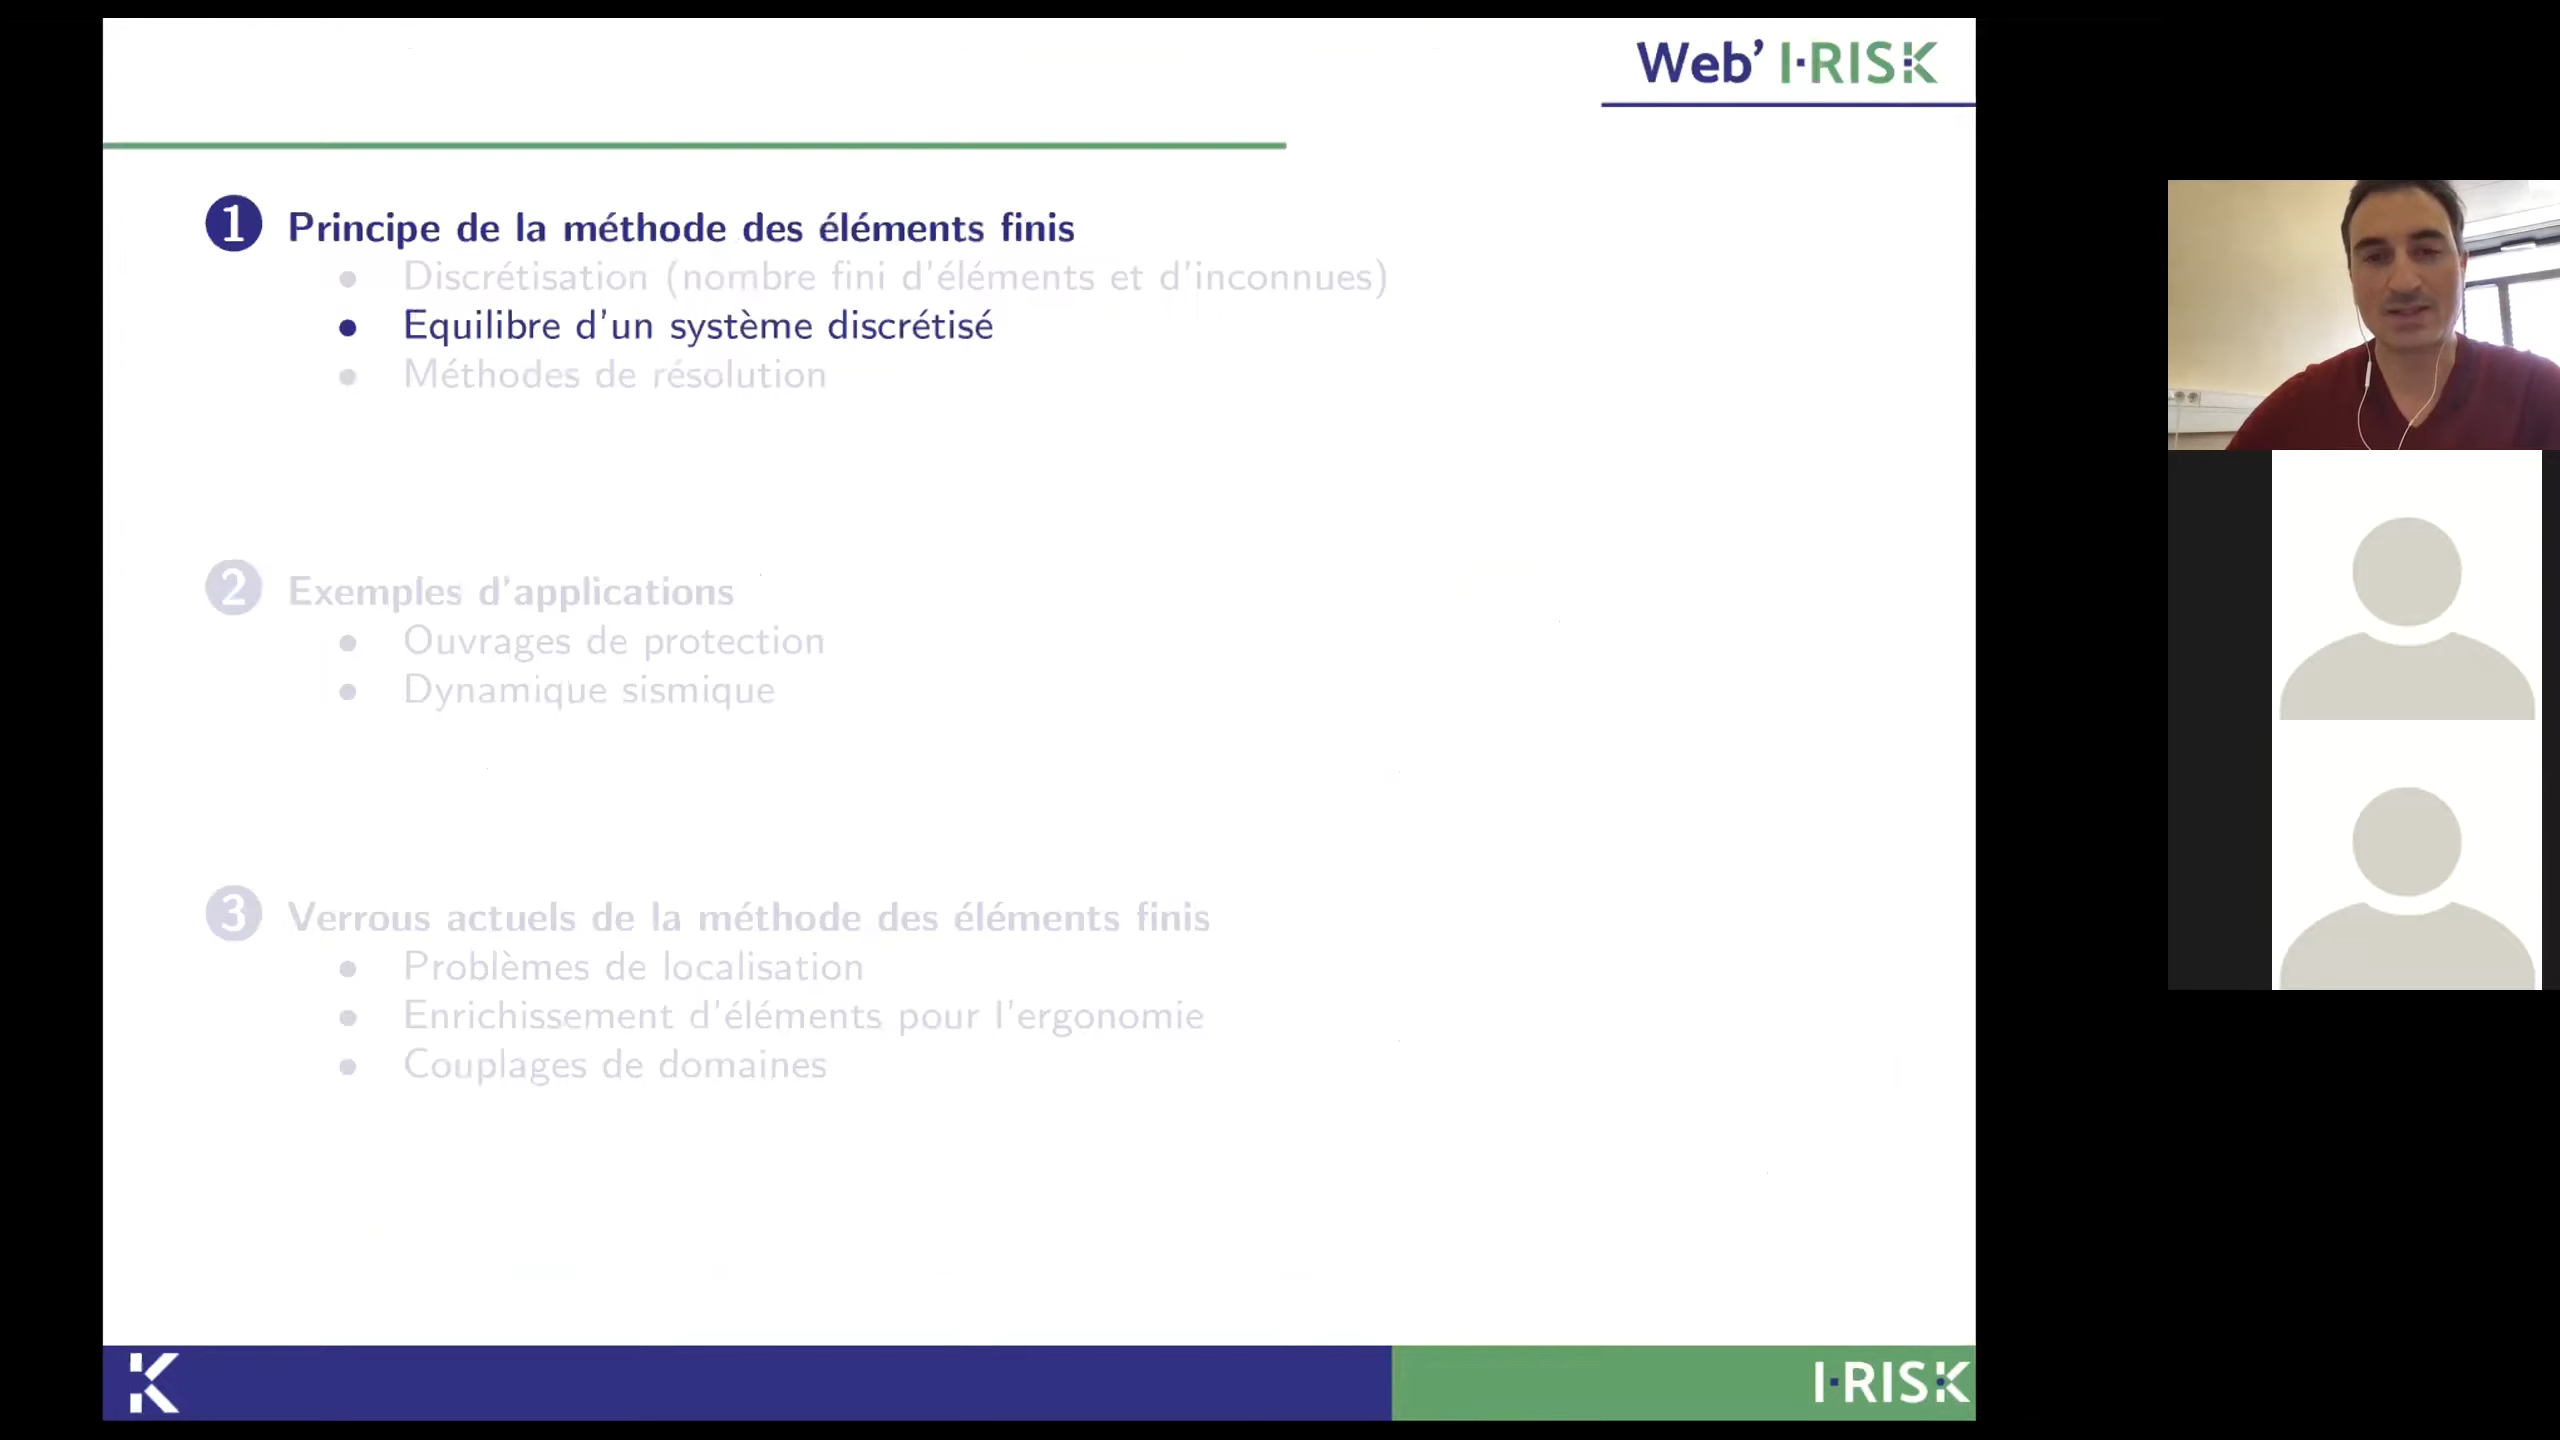 Web' I·RISK
1 Principe de la méthode des éléments finis
• Discrétisation (nombre fini d'éléments et d'inconnues)
• Equilibre d'un système discrétisé
• Méthodes de résolution
2 Exemples d'applications
• Ouvrages de protection
• Dynamique sismique
3 Verrous actuels de la méthode des éléments finis
• Problèmes de localisation
• Enrichissement d'éléments pour l'ergonomie
• Couplages de domaines
K
I·RISK